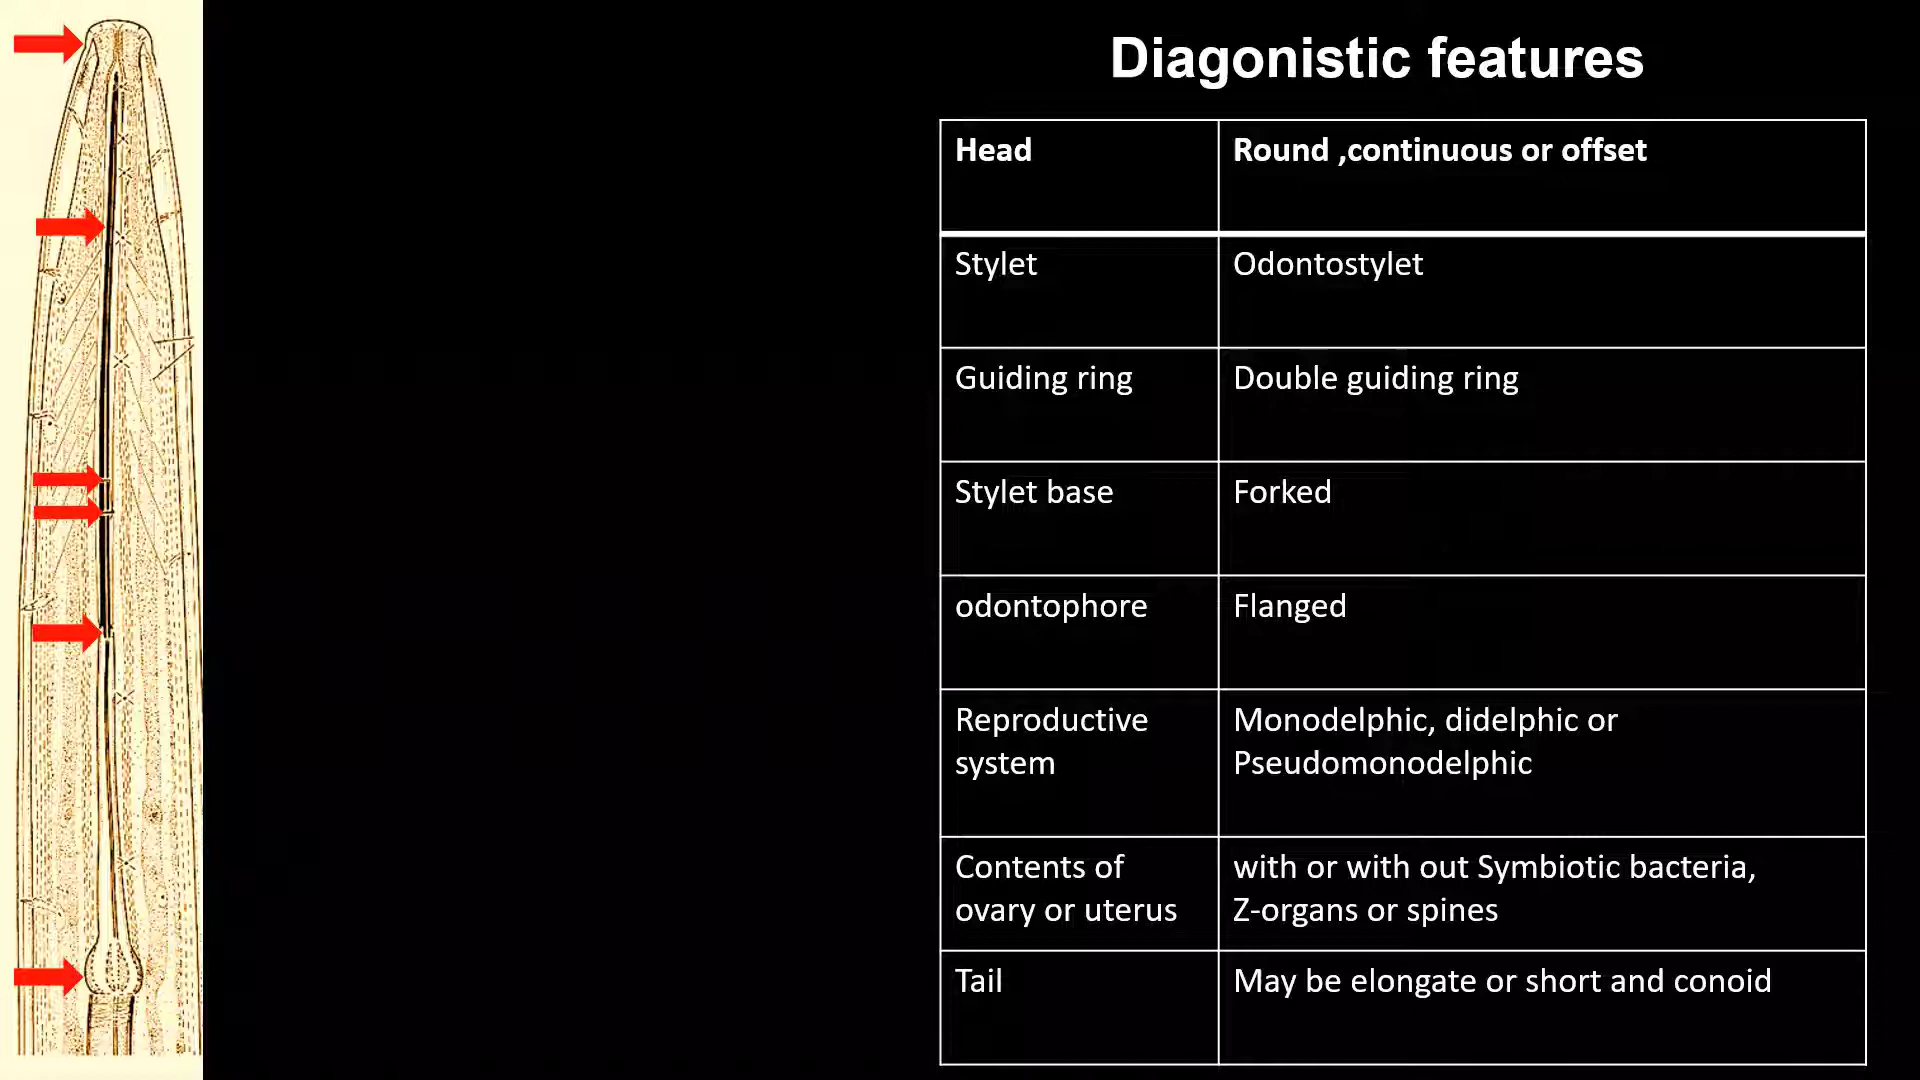 Diagonistic features
Head
Round ,continuous or offset
Stylet
Odontostylet
Guiding ring
Double guiding ring
Stylet base
Forked
odontophore
Flanged
Reproductive
system
Monodelphic, didelphic or
Pseudomonodelphic
Contents of
ovary or uterus
with or with out Symbiotic bacteria,
Z-organs or spines
Tail
May be elongate or short and conoid